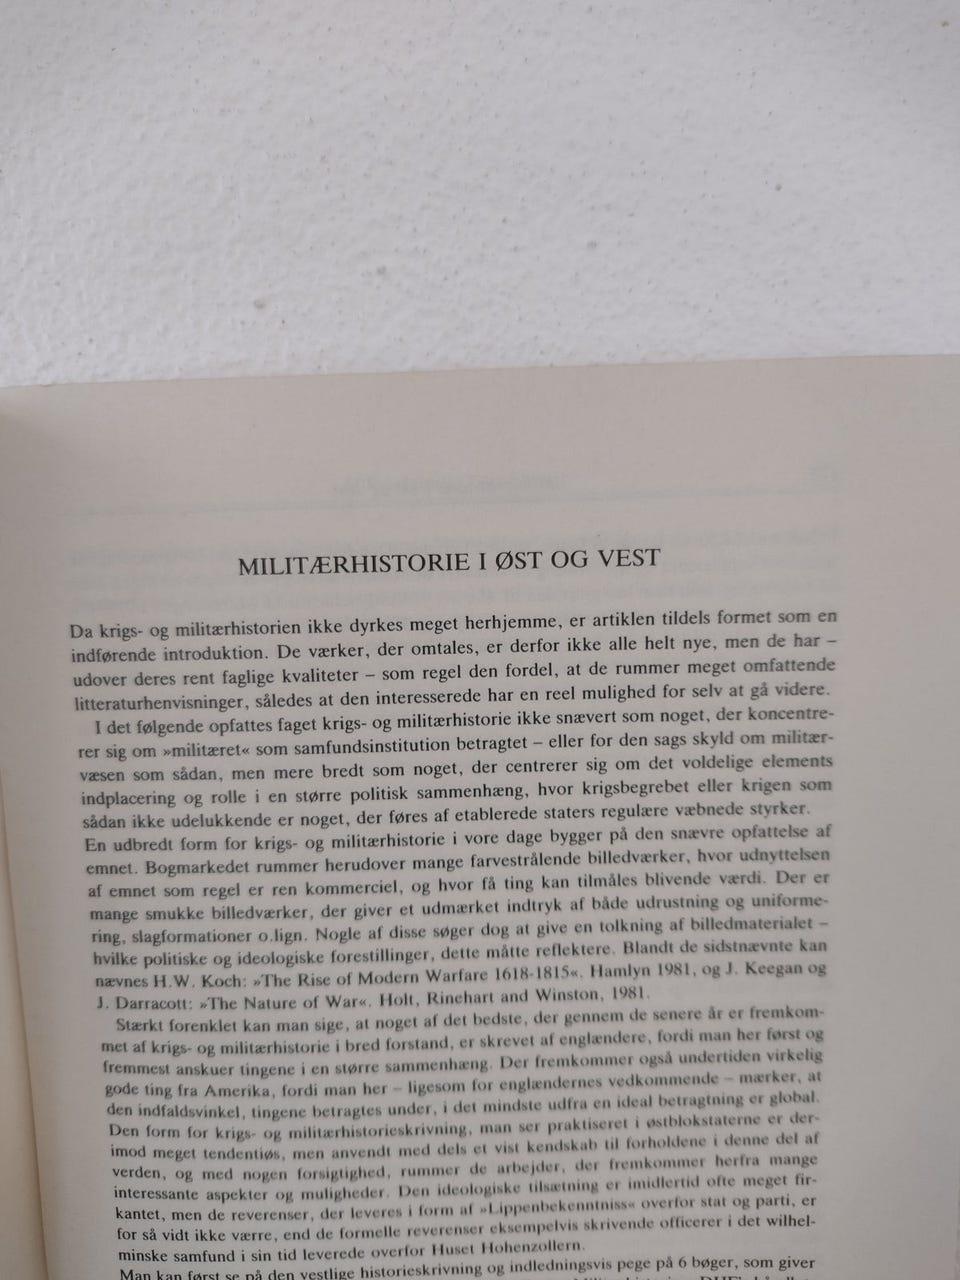 MILITÆRHISTORIE I ØST OG VEST
Da krigs- og militærhistorien ikke dyrkes meget herhjemme, er artiklen tildels formet som en
indførende introduktion. De værker, der omtales, er derfor ikke alle helt nye, men de har –
udover deres rent faglige kvaliteter – som regel den fordel, at de rummer meget omfattende
litteraturhenvisninger, således at den interesserede har en reel mulighed for selv at gå videre.
I det følgende opfattes faget krigs- og militærhistorie ikke snævert som noget, der koncentre-
rer sig om »militæret« som samfundsinstitution betragtet – eller for den sags skyld om militær-
væsen som sådan, men mere bredt som noget, der centrerer sig om det voldelige elements
indplacering og rolle i en større politisk sammenhæng, hvor krigsbegrebet eller krigen som
sådan ikke udelukkende er noget, der føres af etablerede staters regulære væbnede styrker.
En udbredt form for krigs- og militærhistorie i vore dage bygger på den snævre opfattelse af
emnet. Bogmarkedet rummer herudover mange farvestrålende billedværker, hvor udnyttelsen
af emnet som regel er ren kommerciel, og hvor få ting kan tilmåles blivende værdi. Der er
mange smukke billedværker, der giver et udmærket indtryk af både udrustning og uniforme-
ring, slagformationer o.lign. Nogle af disse søger dog at give en tolkning af billedmaterialet –
hvilke politiske og ideologiske forestillinger, dette måtte reflektere. Blandt de sidstnævnte kan
nævnes H.W. Koch: »The Rise of Modern Warfare 1618-1815«. Hamlyn 1981, og J. Keegan og
J. Darracott: »The Nature of War«. Holt, Rinehart and Winston, 1981.
Stærkt forenklet kan man sige, at noget af det bedste, der gennem de senere år er fremkom-
met af krigs- og militærhistorie i bred forstand, er skrevet af englændere, fordi man her først og
fremmest anskuer tingene i en større sammenhæng. Der fremkommer også undertiden virkelig
gode ting fra Amerika, fordi man her – ligesom for englændernes vedkommende – mærker, at
den indfaldsvinkel, tingene betragtes under, i det mindste udfra en ideal betragtning er global.
Den form for krigs- og militærhistorieskrivning, man ser praktiseret i østblokstaterne er der-
imod meget tendentiøs, men anvendt med dels et vist kendskab til forholdene i denne del af
verden, og med nogen forsigtighed, rummer de arbejder, der fremkommer herfra mange
interessante aspekter og muligheder. Den ideologiske tilsætning er imidlertid ofte meget fir-
kantet, men de reverenser, der leveres i form af »Lippenbekenntniss« overfor stat og parti, er
for så vidt ikke værre, end de formelle reverenser eksempelvis skrivende officerer i det wilhel-
minske samfund i sin tid leverede overfor Huset Hohenzollern.
Man kan først se på den vestlige historieskrivning og indledningsvis pege på 6 bøger, som giver